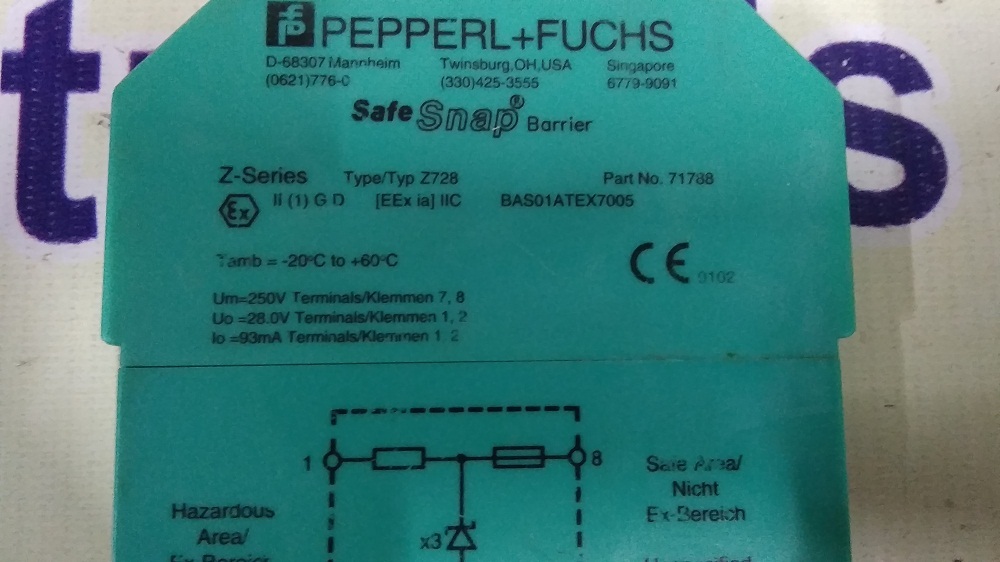 PEPPERL+FUCHS
D-68307 Mannheim Twinsburg,OH,USA Singapore
(0621)776-0 (330)425-3555 6779-9091
Safe Snap® Barrier
Z-Series Type/Typ Z728 Part No. 71788
Ex II (1) G D [EEx ia] IIC BAS01ATEX7005
Tamb = -20°C to +60°C
CE 0102
Um=250V Terminals/Klemmen 7, 8
Uo =28.0V Terminals/Klemmen 1, 2
Io =93mA Terminals/Klemmen 1, 2
1 8
Safe Area/
Nicht
Ex-Bereich
Hazardous
Area/
x3